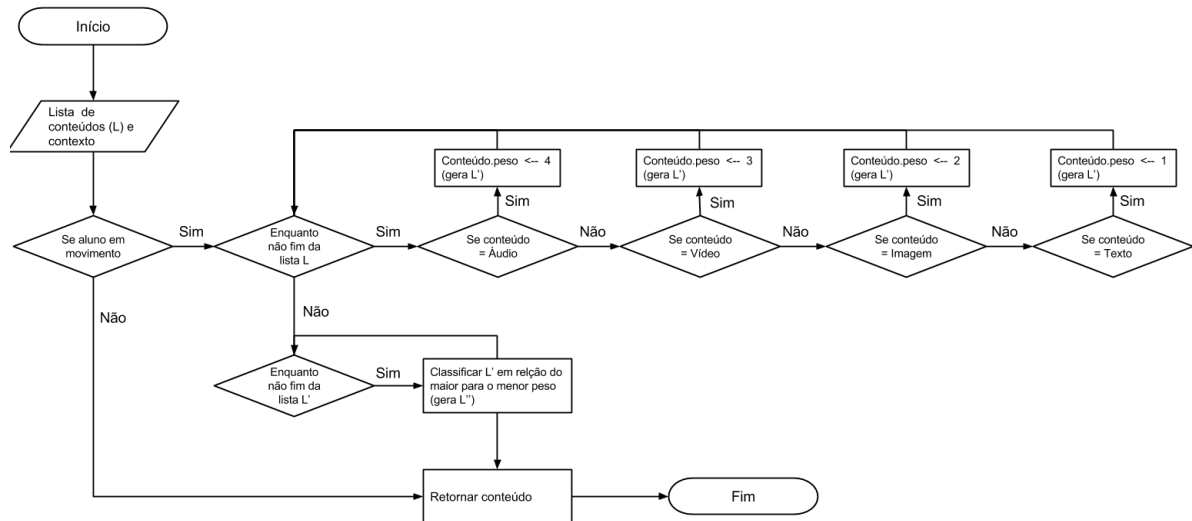 Início
Lista de
conteúdos (L) e
contexto
Conteúdo.peso <-- 4
(gera L')
Conteúdo.peso <-- 3
(gera L')
Conteúdo.peso <-- 2
(gera L')
Conteúdo.peso <-- 1
(gera L')
Sim
Sim
Sim
Sim
Se aluno em
movimento
Sim
Enquanto
não fim da
lista L
Sim
Se conteúdo
= Áudio
Não
Se conteúdo
= Vídeo
Não
Se conteúdo
= Imagem
Não
Se conteúdo
= Texto
Não
Não
Enquanto
não fim da
lista L'
Sim
Classificar L' em relção do
maior para o menor peso
(gera L'')
Retornar conteúdo
Fim